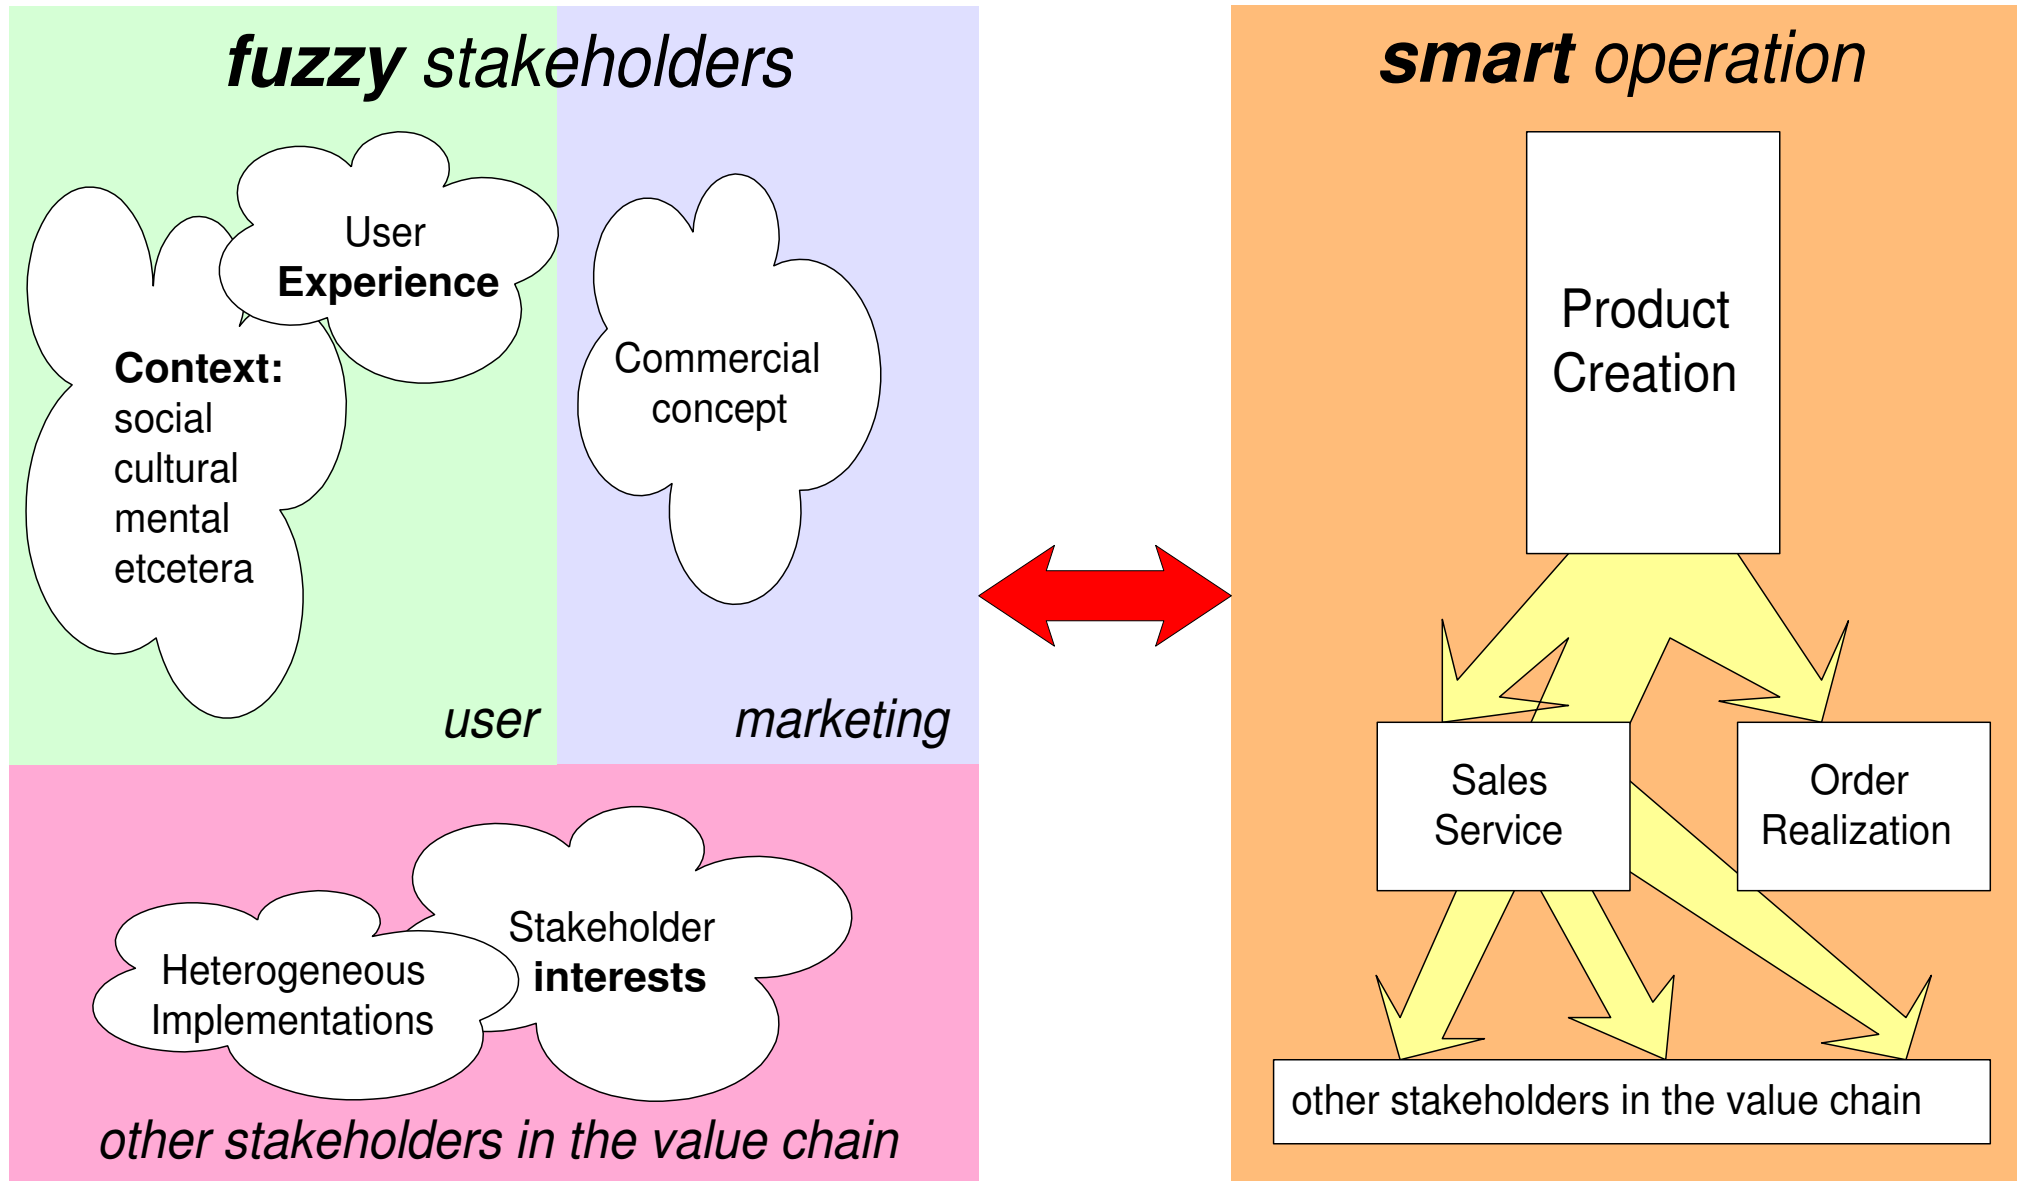 fuzzy stakeholders
User
Experience
Context:
social
cultural
mental
etcetera
Commercial
concept
user
marketing
Stakeholder
interests
Heterogeneous
Implementations
other stakeholders in the value chain
smart operation
Product
Creation
Sales
Service
Order
Realization
other stakeholders in the value chain